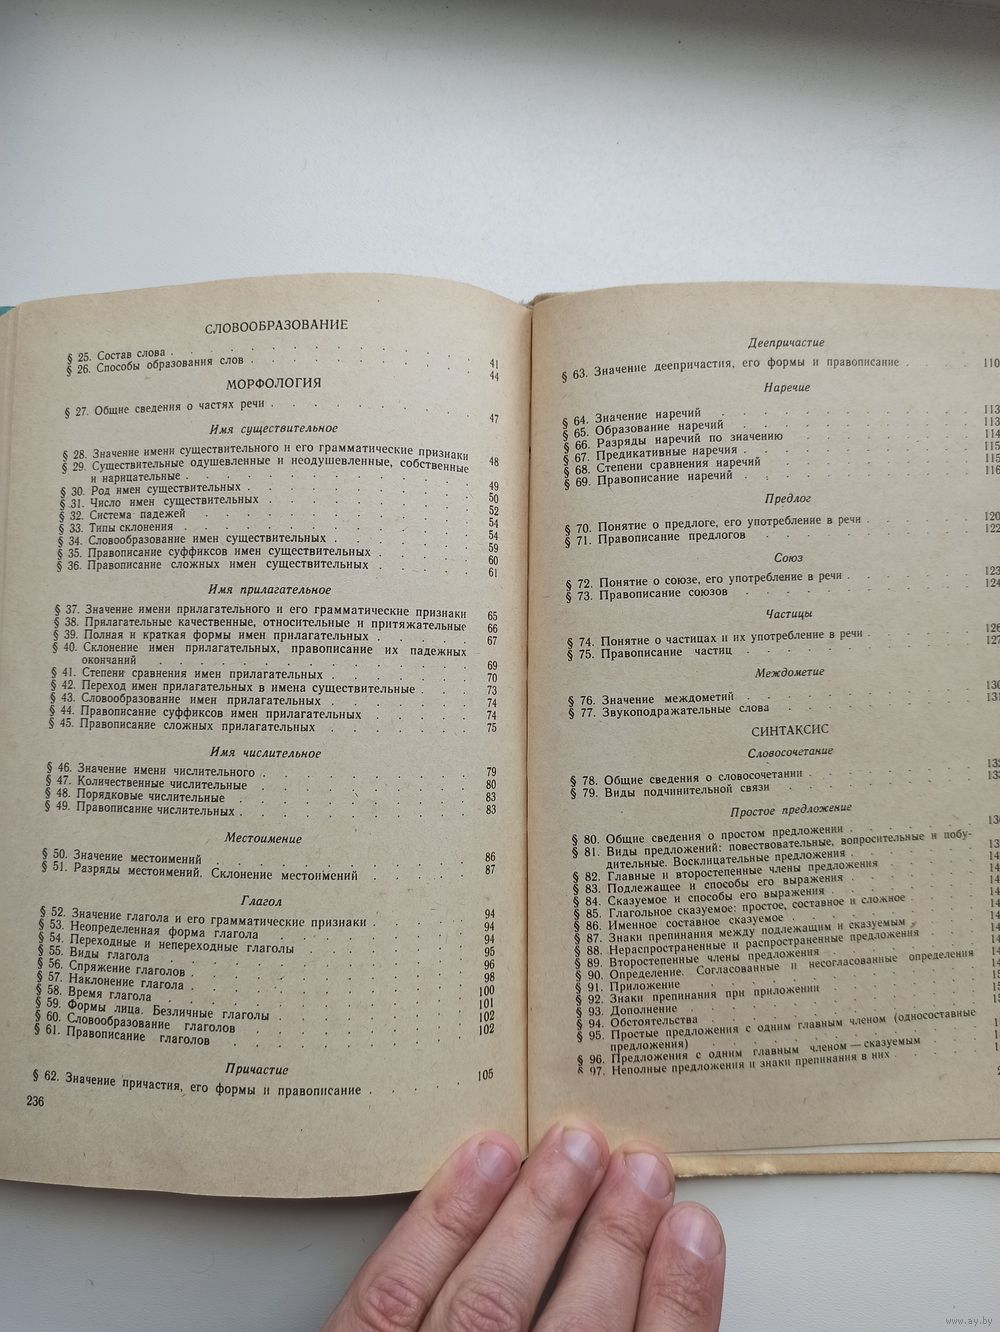 СЛОВООБРАЗОВАНИЕ
§ 25. Состав слова . . . . . . . . . . 41
§ 26. Способы образования слов . . . . . . . . 44
МОРФОЛОГИЯ
§ 27. Общие сведения о частях речи . . . . . . . 47
Имя существительное
§ 28. Значение имени существительного и его грамматические признаки 48
§ 29. Существительные одушевленные и неодушевленные, собственные
и нарицательные . . . . . . . . . . 49
§ 30. Род имен существительных . . . . . . . . 50
§ 31. Число имен существительных . . . . . . . 52
§ 32. Система падежей . . . . . . . . . . 54
§ 33. Типы склонения . . . . . . . . . . 54
§ 34. Словообразование имен существительных . . . . . 59
§ 35. Правописание суффиксов имен существительных . . . . 60
§ 36. Правописание сложных имен существительных . . . . 61
Имя прилагательное
§ 37. Значение имени прилагательного и его грамматические признаки 65
§ 38. Прилагательные качественные, относительные и притяжательные 66
§ 39. Полная и краткая формы имен прилагательных . . . . 67
§ 40. Склонение имен прилагательных, правописание их падежных
окончаний . . . . . . . . . . . 69
§ 41. Степени сравнения имен прилагательных . . . . . 70
§ 42. Переход имен прилагательных в имена существительные . . 73
§ 43. Словообразование имен прилагательных . . . . . 74
§ 44. Правописание суффиксов имен прилагательных . . . . 74
§ 45. Правописание сложных имен прилагательных . . . . 75
Имя числительное
§ 46. Значение имени числительного . . . . . . . 79
§ 47. Количественные числительные . . . . . . . 80
§ 48. Порядковые числительные . . . . . . . . 83
§ 49. Правописание числительных . . . . . . . 83
Местоимение
§ 50. Значение местоимений . . . . . . . . . 86
§ 51. Разряды местоимений. Склонение местоимений . . . . 87
Глагол
§ 52. Значение глагола и его грамматические признаки . . . . 94
§ 53. Неопределенная форма глагола . . . . . . . 94
§ 54. Переходные и непереходные глаголы . . . . . . 94
§ 55. Виды глагола . . . . . . . . . . . 95
§ 56. Спряжение глаголов . . . . . . . . . 96
§ 57. Наклонение глагола . . . . . . . . . 98
§ 58. Время глагола . . . . . . . . . . 100
§ 59. Формы лица. Безличные глаголы . . . . . . 101
§ 60. Словообразование глаголов . . . . . . . 102
§ 61. Правописание глаголов . . . . . . . . 102
Причастие
§ 62. Значение причастия, его формы и правописание . . . . 105
236
Деепричастие
§ 63. Значение деепричастия, его формы и правописание . . . 110
Наречие
§ 64. Значение наречий . . . . . . . . . 113
§ 65. Образование наречий . . . . . . . . 113
§ 66. Разряды наречий по значению . . . . . . 114
§ 67. Предикативные наречия . . . . . . . . 115
§ 68. Степени сравнения наречий . . . . . . . 115
§ 69. Правописание наречий . . . . . . . . 116
Предлог
§ 70. Понятие о предлоге, его употребление в речи . . . . 120
§ 71. Правописание предлогов . . . . . . . . 122
Союз
§ 72. Понятие о союзе, его употребление в речи . . . . . 123
§ 73. Правописание союзов . . . . . . . . 124
Частицы
§ 74. Понятие о частицах и их употребление в речи . . . . 126
§ 75. Правописание частиц . . . . . . . . 127
Междометие
§ 76. Значение междометий . . . . . . . . 130
§ 77. Звукоподражательные слова . . . . . . . 131
СИНТАКСИС
Словосочетание
§ 78. Общие сведения о словосочетании . . . . . .
§ 79. Виды подчинительной связи . . . . . . .
Простое предложение
§ 80. Общие сведения о простом предложении . . . . .
§ 81. Виды предложений: повествовательные, вопросительные и побу-
дительные. Восклицательные предложения . . . . .
§ 82. Главные и второстепенные члены предложения . . . .
§ 83. Подлежащее и способы его выражения . . . . .
§ 84. Сказуемое и способы его выражения . . . . .
§ 85. Глагольное сказуемое: простое, составное и сложное . . .
§ 86. Именное составное сказуемое . . . . . . .
§ 87. Знаки препинания между подлежащим и сказуемым . . .
§ 88. Нераспространенные и распространенные предложения . .
§ 89. Второстепенные члены предложения . . . . . .
§ 90. Определение. Согласованные и несогласованные определения
§ 91. Приложение . . . . . . . . . . .
§ 92. Знаки препинания при приложении . . . . . .
§ 93. Дополнение . . . . . . . . . . .
§ 94. Обстоятельства . . . . . . . . . .
§ 95. Простые предложения с одним главным членом (односоставные
предложения) . . . . . . . . . . .
§ 96. Предложения с одним главным членом — сказуемым
§ 97. Неполные предложения и знаки препинания в них . . . .
www.ay.by